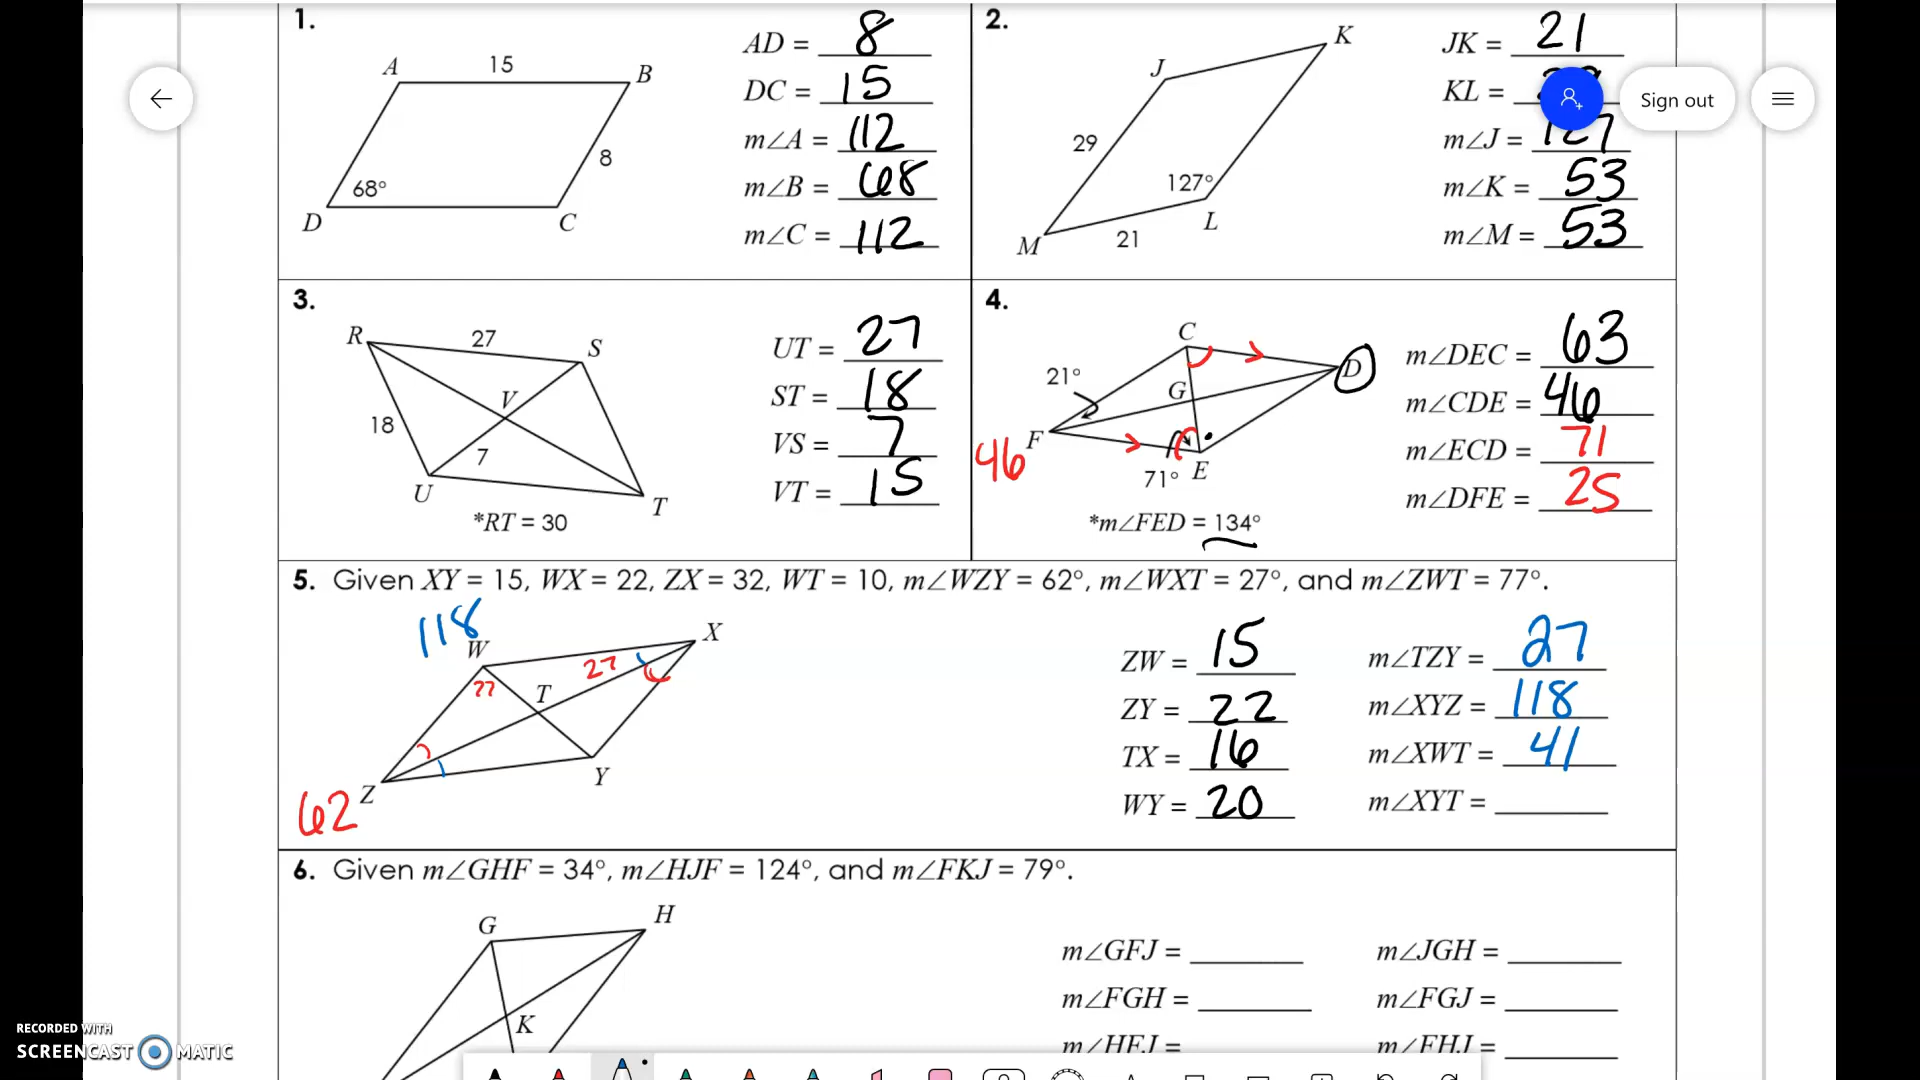 1.
A 15 B
8
68°
D C
AD = 8
DC = 15
m∠A = 112
m∠B = 68
m∠C = 112
2.
K
J
29
127°
L
M 21
JK = 21
KL =
m∠J = 127
m∠K = 53
m∠M = 53
Sign out
3.
R 27 S
V
18
7
U T
*RT = 30
UT = 27
ST = 18
VS = 7
VT = 15
4.
C
D
21°
G
F
46
71° E
*m∠FED = 134°
m∠DEC = 63
m∠CDE = 46
m∠ECD = 71
m∠DFE = 25
5. Given XY = 15, WX = 22, ZX = 32, WT = 10, m∠WZY = 62°, m∠WXT = 27°, and m∠ZWT = 77°.
118
W X
27
77 T
Z Y
62
ZW = 15
ZY = 22
TX = 16
WY = 20
m∠TZY = 27
m∠XYZ = 118
m∠XWT = 41
m∠XYT =
6. Given m∠GHF = 34°, m∠HJF = 124°, and m∠FKJ = 79°.
G H
K
m∠GFJ =
m∠FGH =
m∠HFJ =
m∠JGH =
m∠FGJ =
m∠FHJ =
RECORDED WITH
SCREENCAST MATIC